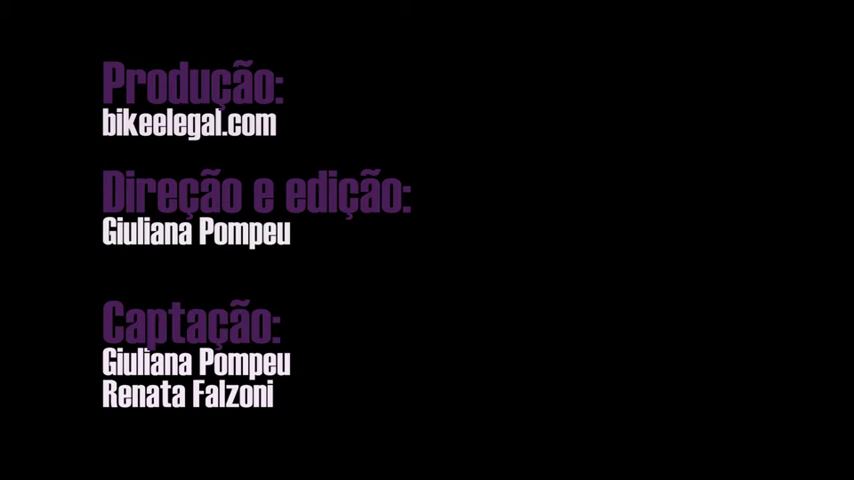 Produção:
bikeelegal.com
Direção e edição:
Giuliana Pompeu
Captação:
Giuliana Pompeu
Renata Falzoni